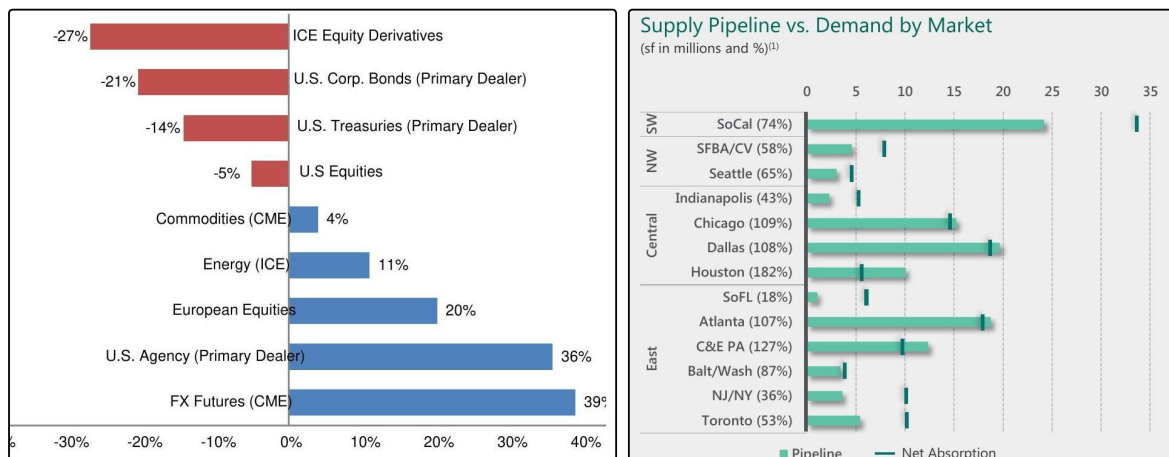 -27% ICE Equity Derivatives
-21% U.S. Corp. Bonds (Primary Dealer)
-14% U.S. Treasuries (Primary Dealer)
-5% U.S Equities
Commodities (CME) 4%
Energy (ICE) 11%
European Equities 20%
U.S. Agency (Primary Dealer) 36%
FX Futures (CME) 39%
% -30% -20% -10% 0% 10% 20% 30% 40%
Supply Pipeline vs. Demand by Market
(sf in millions and %)(1)
0 5 10 15 20 25 30 35
SW
SoCal (74%)
NW
SFBA/CV (58%)
Seattle (65%)
Central
Indianapolis (43%)
Chicago (109%)
Dallas (108%)
Houston (182%)
East
SoFL (18%)
Atlanta (107%)
C&E PA (127%)
Balt/Wash (87%)
NJ/NY (36%)
Toronto (53%)
Pipeline Net Absorption